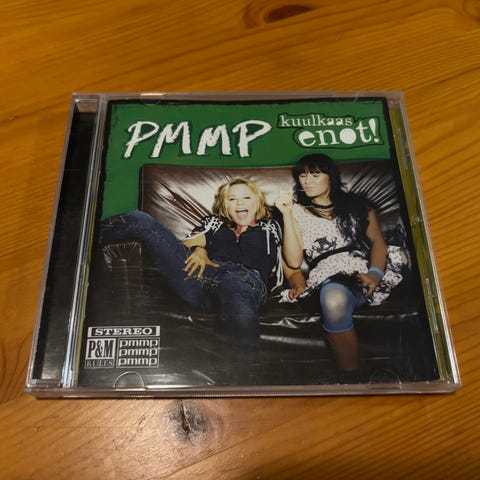 PMMP
kuulkaas
enot!
STEREO
P&M
RULES
pmmp
pmmp
pmmp